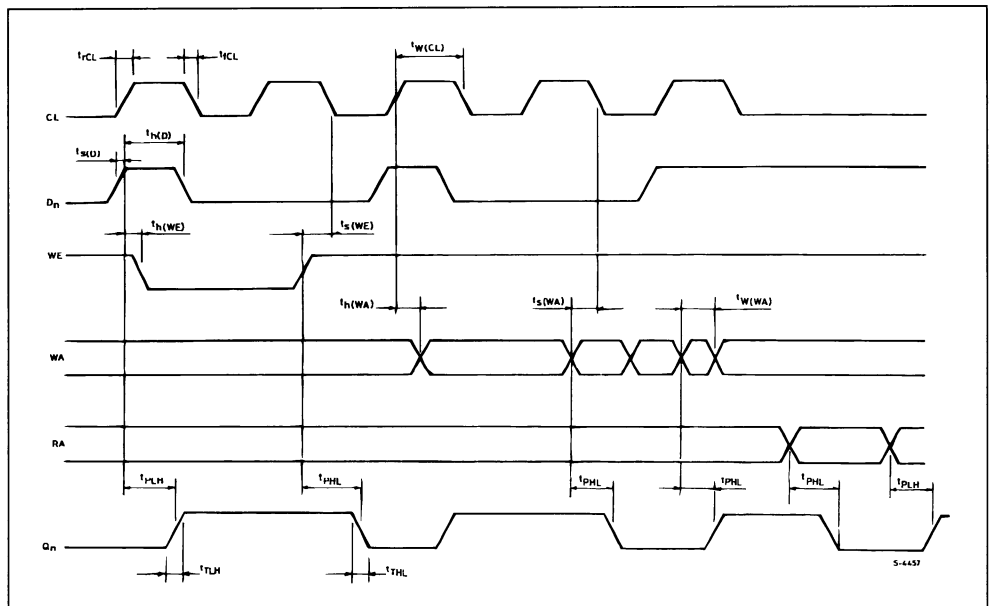 trCL
tfCL
tW(CL)
CL
th(D)
ts(D)
Dn
th(WE)
ts(WE)
WE
th(WA)
ts(WA)
tW(WA)
WA
RA
tPLH
tPHL
tPHL
tPHL
tPHL
tPLH
Qn
tTLH
tTHL
S-4457